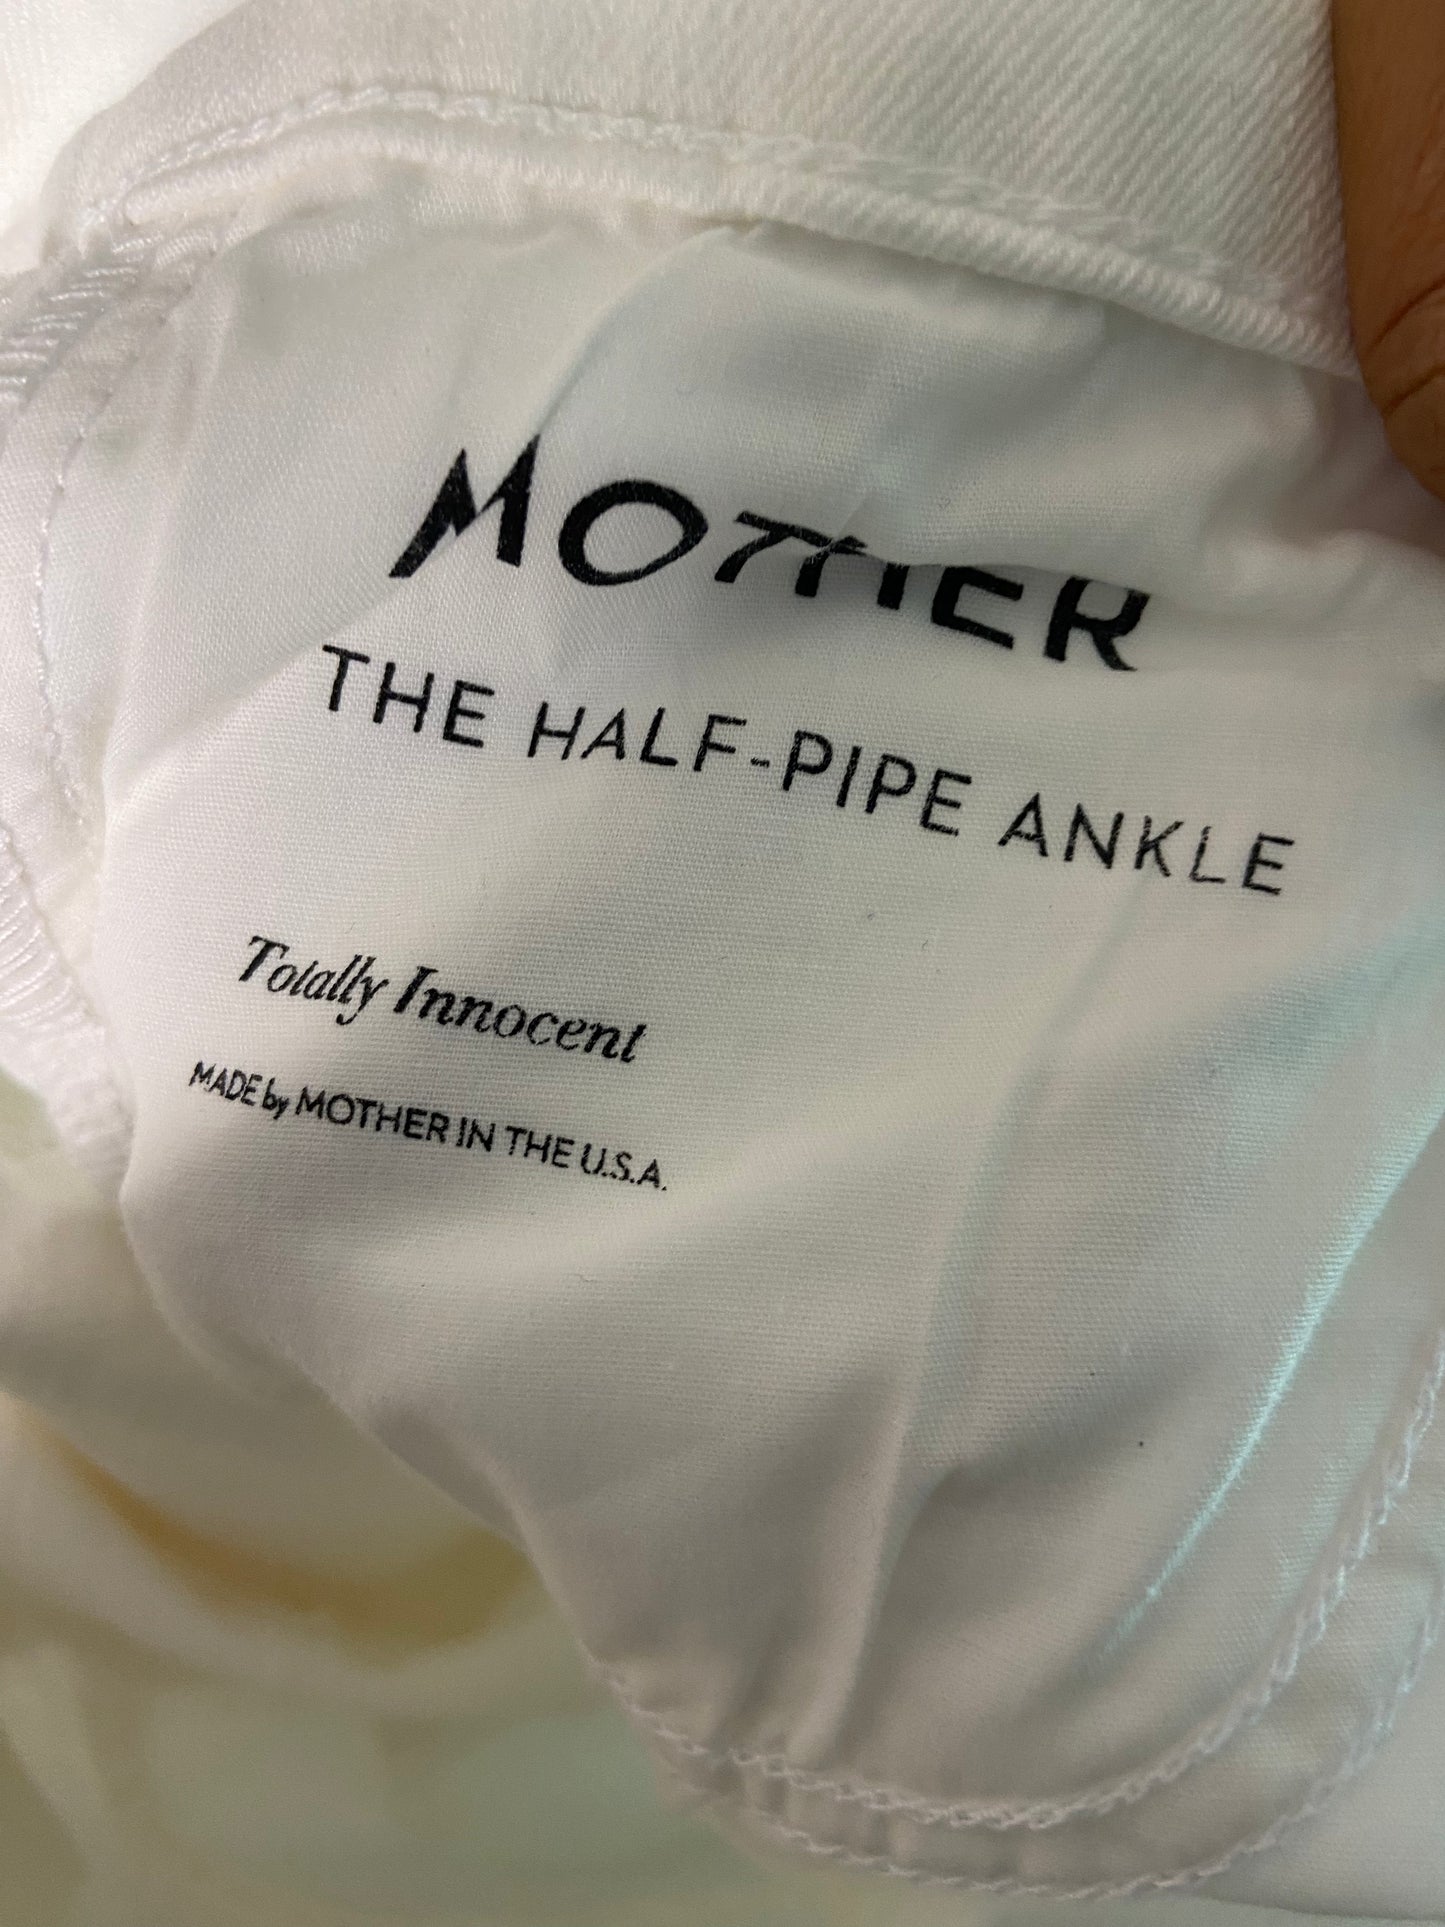 MOTHER
THE HALF-PIPE ANKLE
Totally Innocent
MADE by MOTHER IN THE U.S.A.